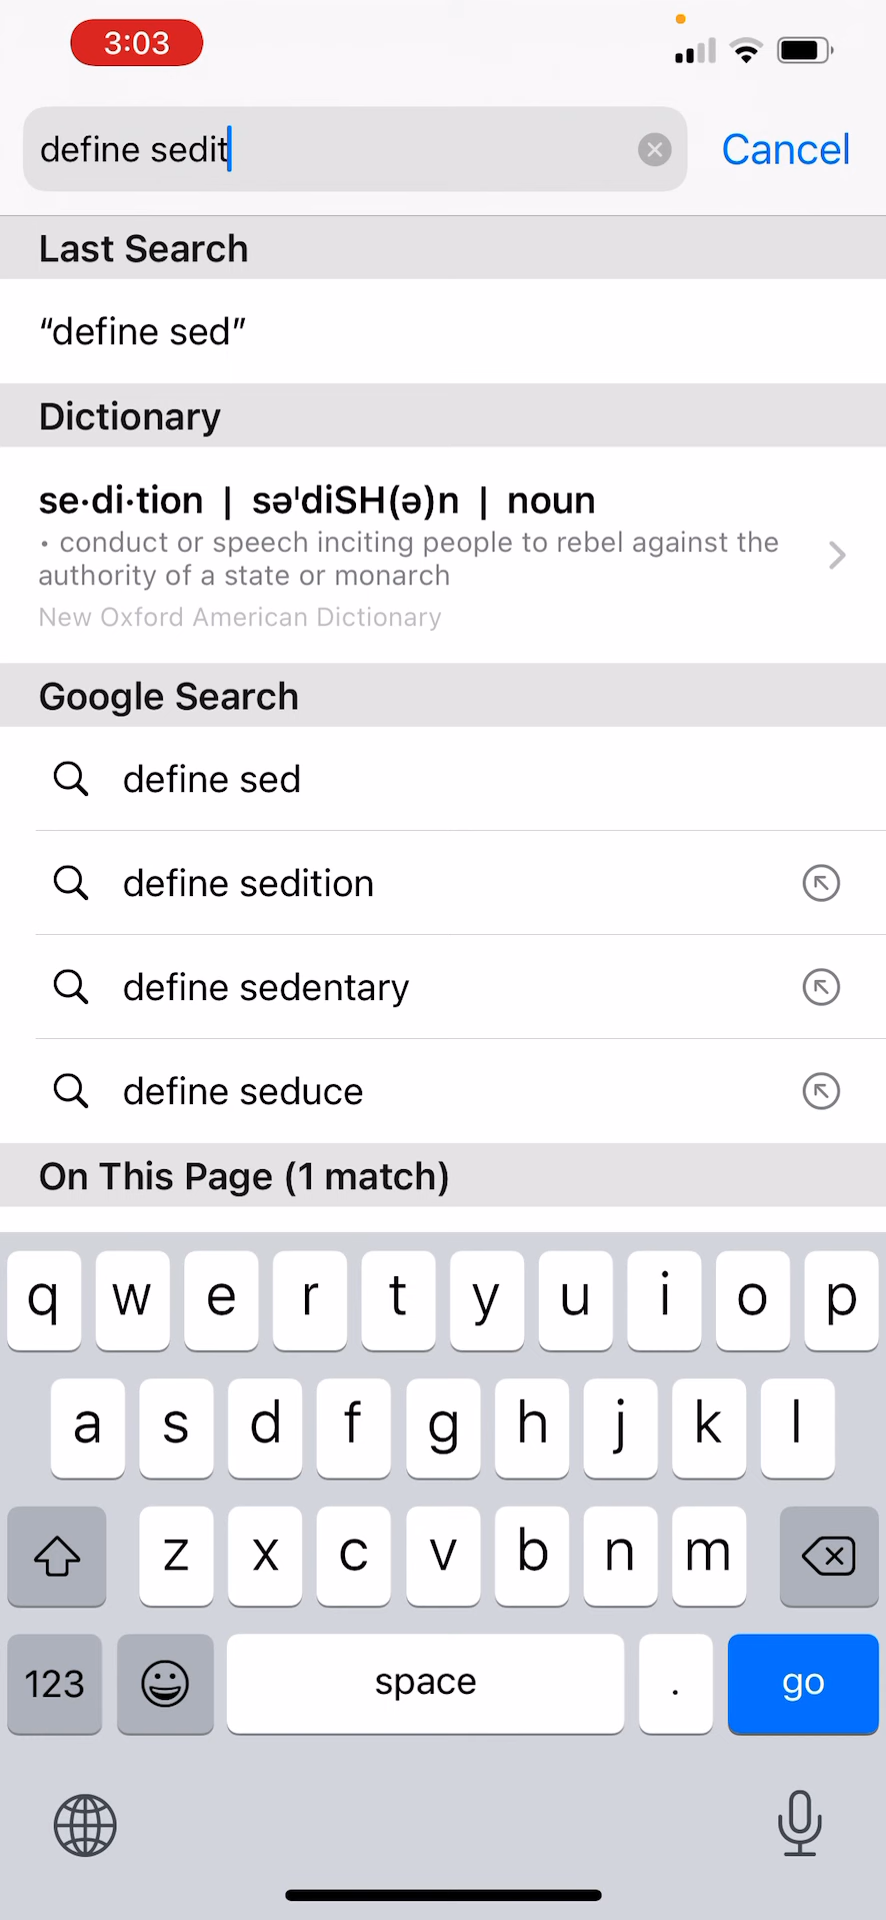 3:03
define sedit
Cancel
Last Search
“define sed”
Dictionary
se·di·tion | səˈdiSH(ə)n | noun
• conduct or speech inciting people to rebel against the
authority of a state or monarch
New Oxford American Dictionary
Google Search
define sed
define sedition
define sedentary
define seduce
On This Page (1 match)
q w e r t y u i o p
a s d f g h j k l
z x c v b n m
123 space . go